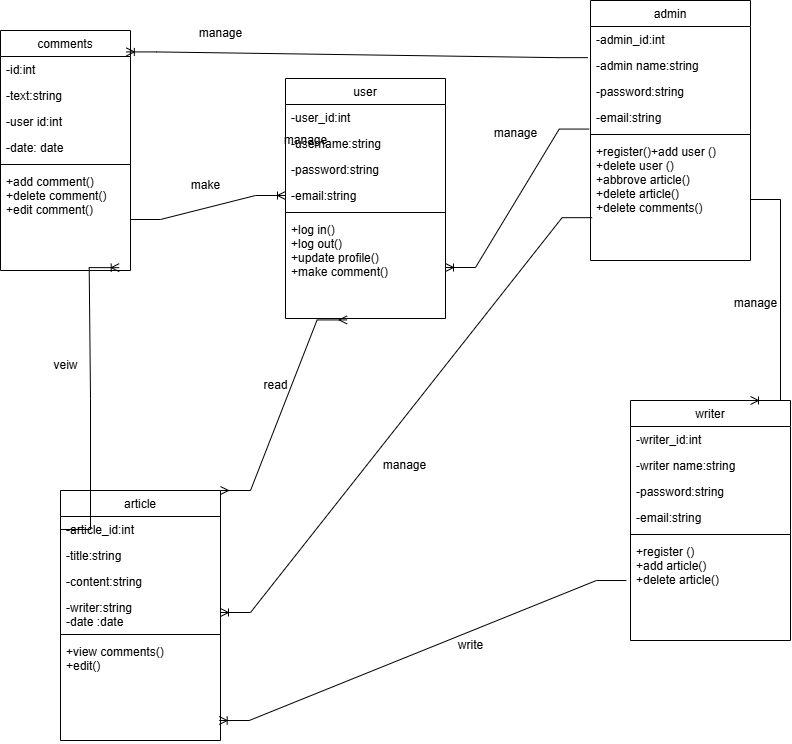 comments
-id:int
-text:string
-user id:int
-date: date
+add comment()
+delete comment()
+edit comment()
manage
user
-user_id:int
manage
-username:string
-password:string
-email:string
+log in()
+log out()
+update profile()
+make comment()
make
admin
-admin_id:int
-admin name:string
-password:string
-email:string
+register()+add user ()
+delete user ()
+abbrove article()
+delete article()
+delete comments()
manage
manage
veiw
read
manage
writer
-writer_id:int
-writer name:string
-password:string
-email:string
+register ()
+add article()
+delete article()
article
-article_id:int
-title:string
-content:string
-writer:string
-date :date
+view comments()
+edit()
write